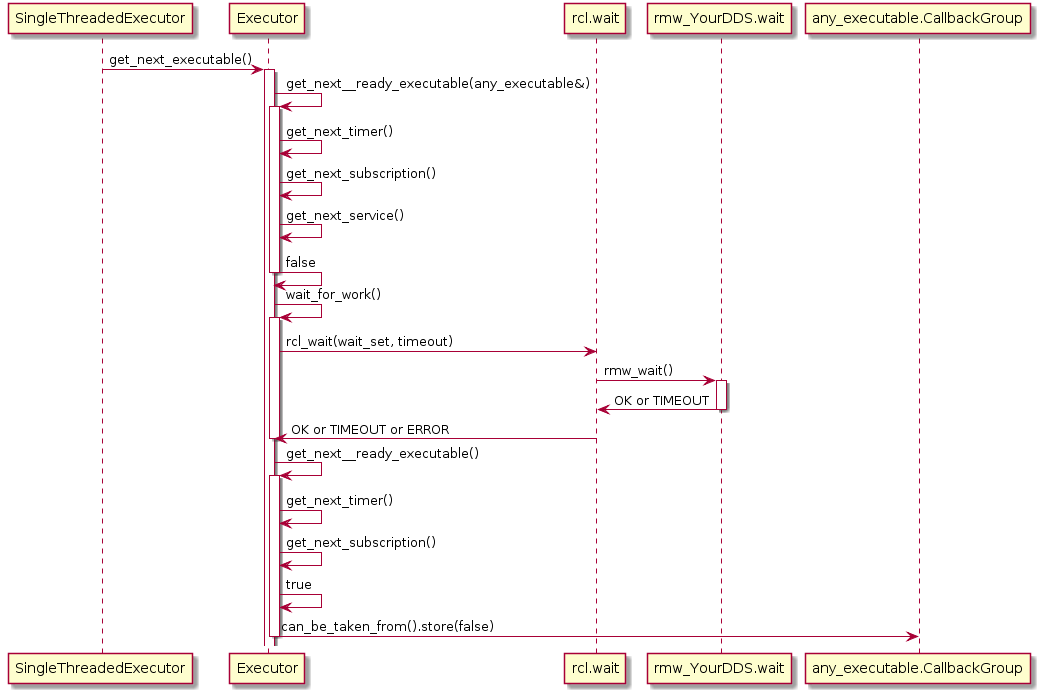 SingleThreadedExecutor
Executor
rcl.wait
rmw_YourDDS.wait
any_executable.CallbackGroup
get_next_executable()
get_next__ready_executable(any_executable&)
get_next_timer()
get_next_subscription()
get_next_service()
false
wait_for_work()
rcl_wait(wait_set, timeout)
rmw_wait()
OK or TIMEOUT
OK or TIMEOUT or ERROR
get_next__ready_executable()
get_next_timer()
get_next_subscription()
true
can_be_taken_from().store(false)
SingleThreadedExecutor
Executor
rcl.wait
rmw_YourDDS.wait
any_executable.CallbackGroup